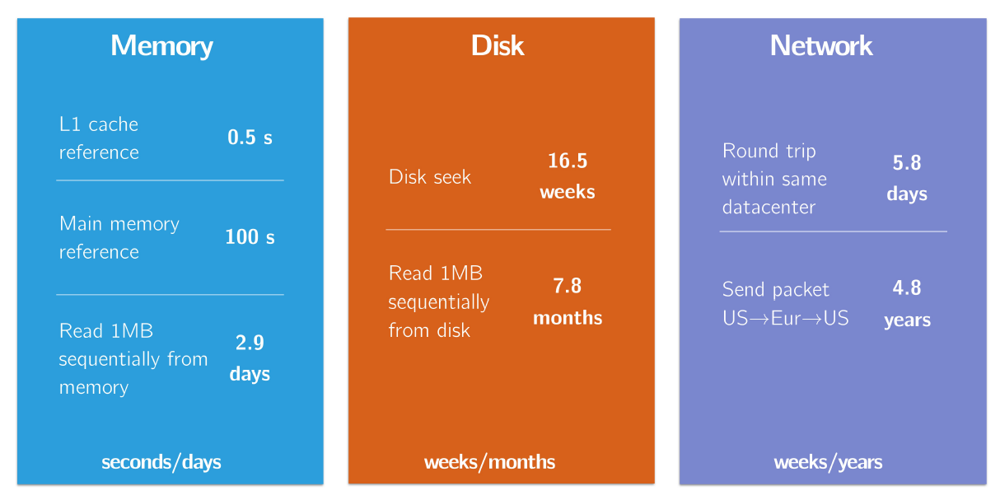 Memory
L1 cache
reference
0.5 s
Main memory
reference
100 s
Read 1MB
sequentially from
memory
2.9
days
seconds/days
Disk
Disk seek
16.5
weeks
Read 1MB
sequentially
from disk
7.8
months
weeks/months
Network
Round trip
within same
datacenter
5.8
days
Send packet
US→Eur→US
4.8
years
weeks/years